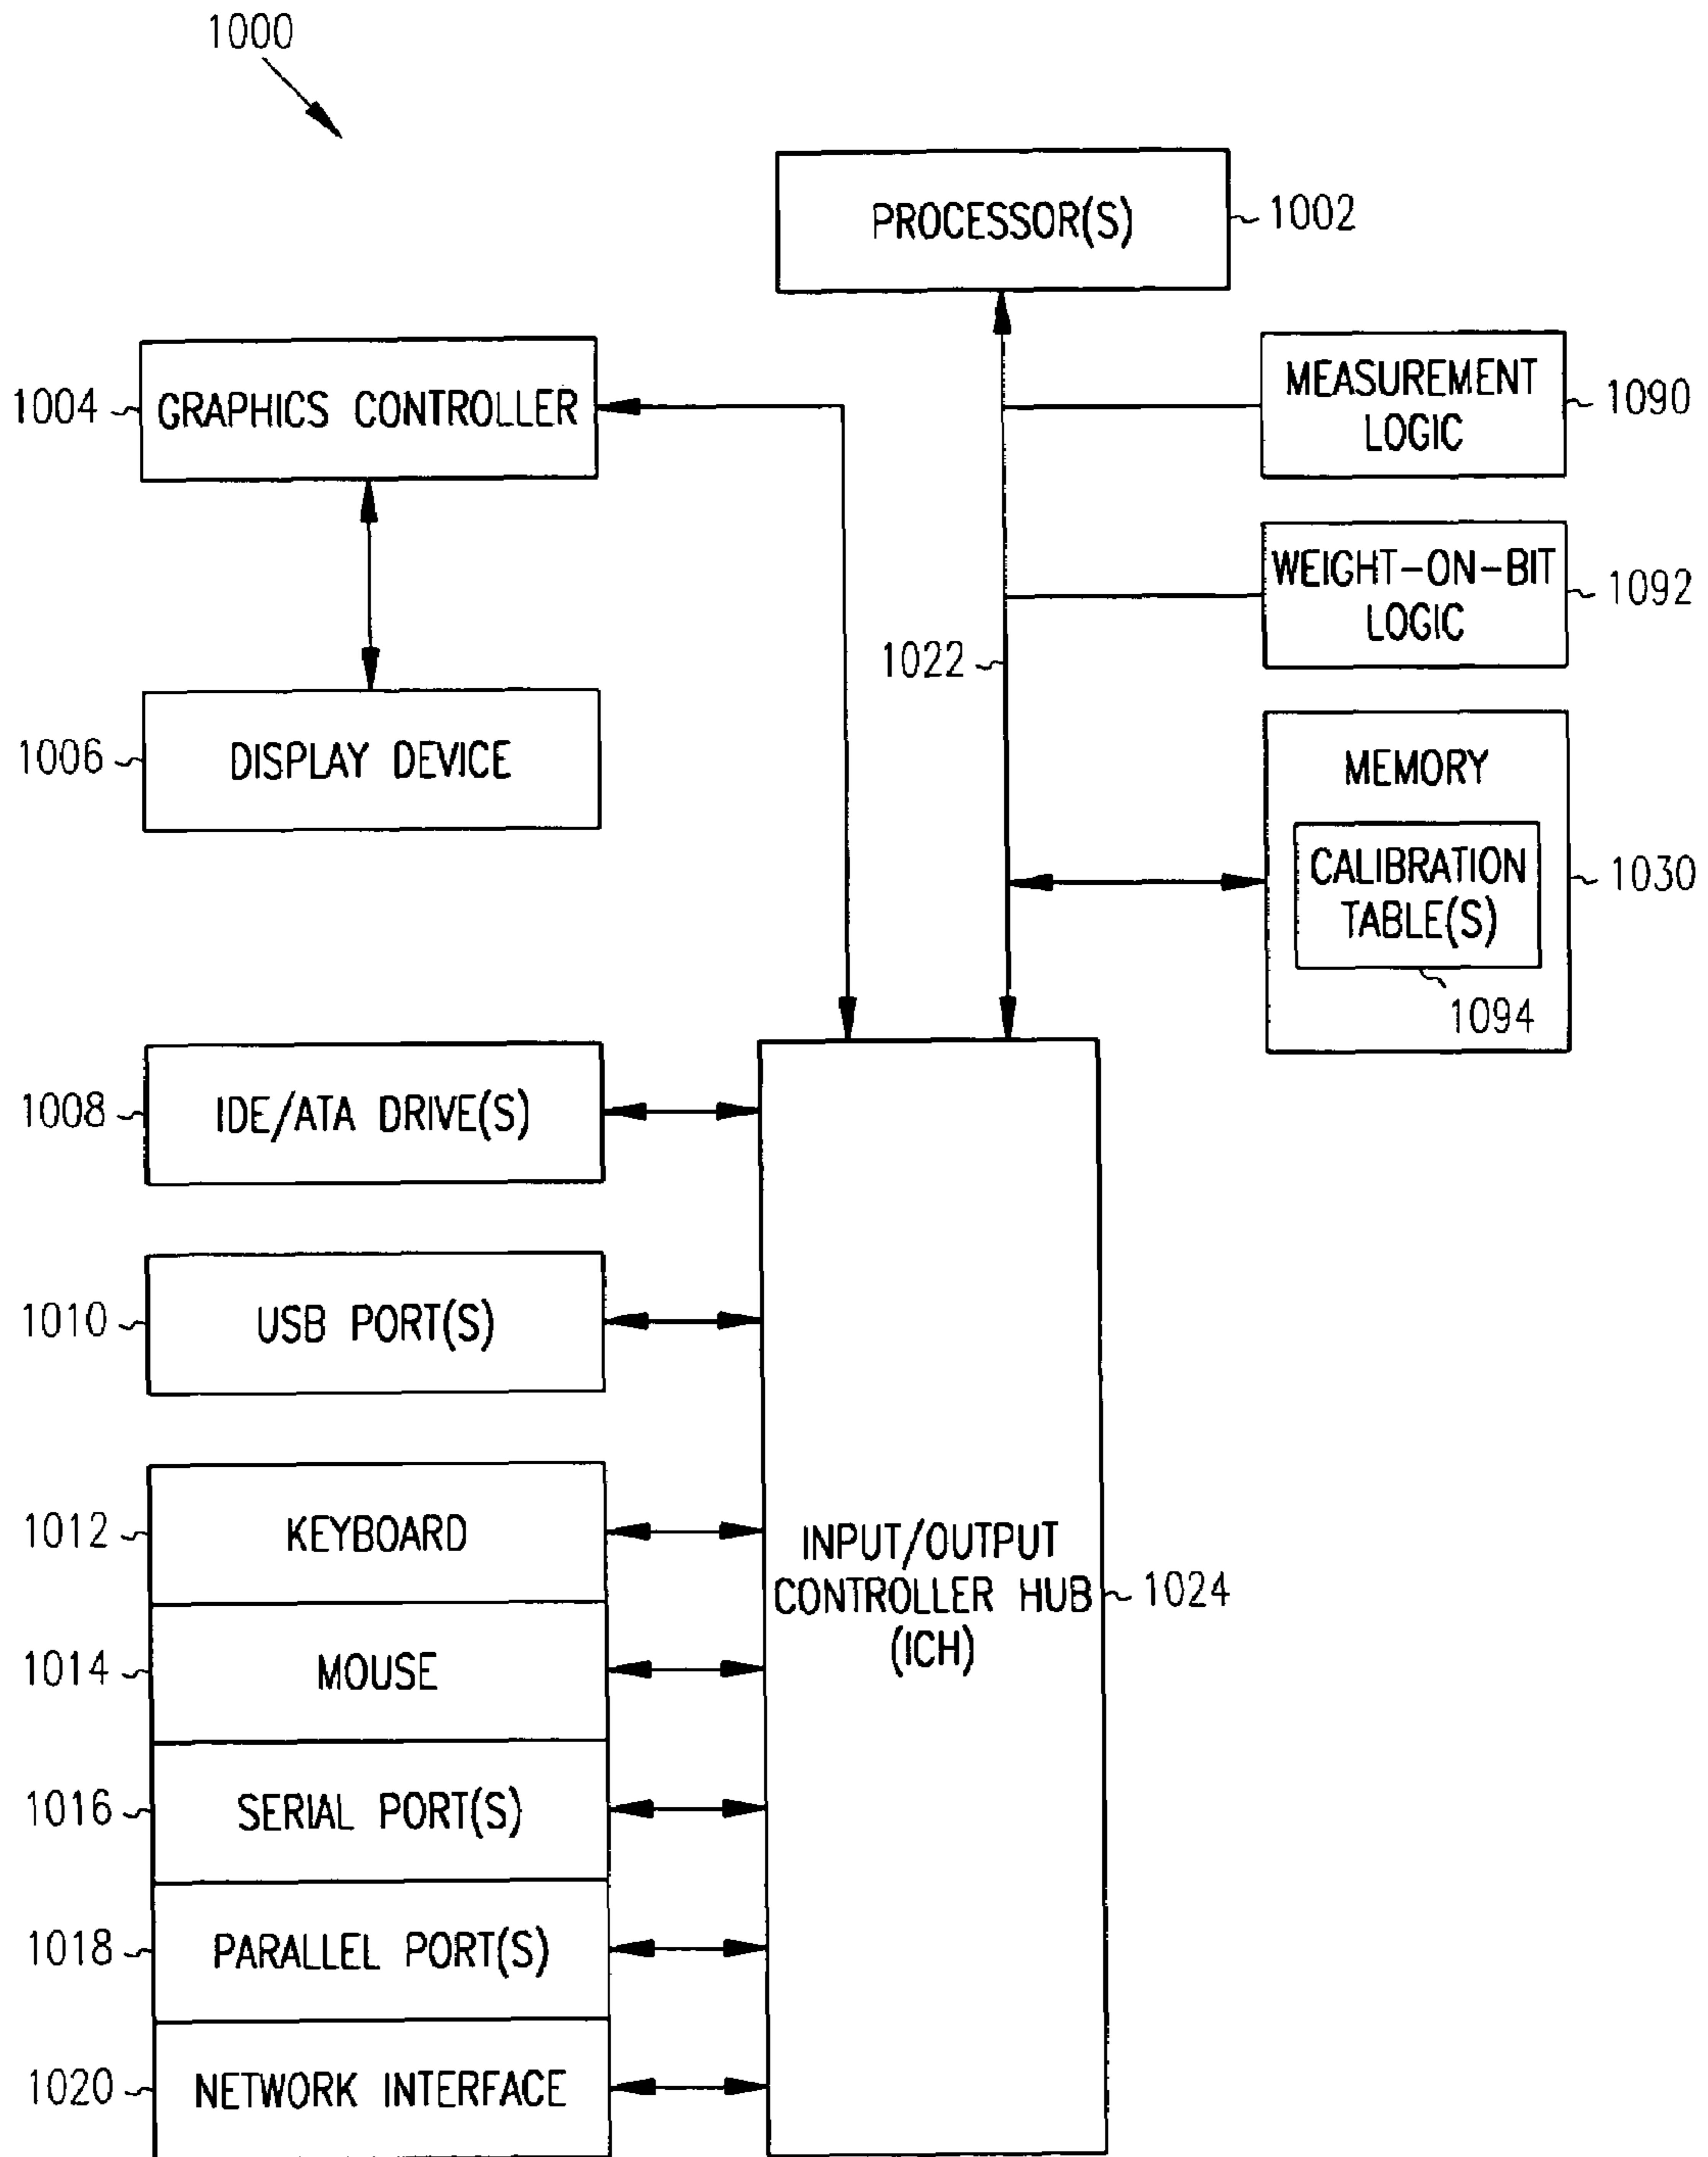 1000
PROCESSOR(S)
1002
1004
GRAPHICS CONTROLLER
MEASUREMENT
LOGIC
1090
WEIGHT-ON-BIT
LOGIC
1092
1022
1006
DISPLAY DEVICE
MEMORY
CALIBRATION
TABLE(S)
1030
1094
1008
IDE/ATA DRIVE(S)
1010
USB PORT(S)
1012
KEYBOARD
INPUT/OUTPUT
CONTROLLER HUB
(ICH)
1024
1014
MOUSE
1016
SERIAL PORT(S)
1018
PARALLEL PORT(S)
1020
NETWORK INTERFACE